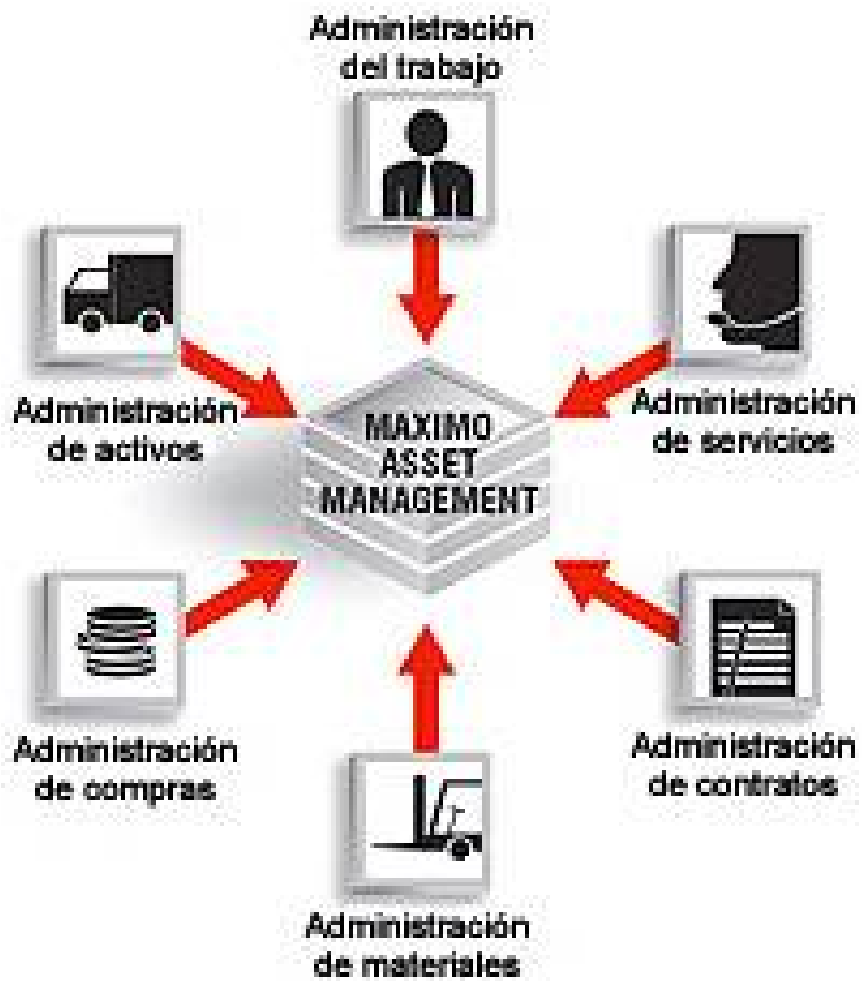 Administración
del trabajo
Administración
de activos
Administración
de servicios
MAXIMO
ASSET
MANAGEMENT
Administración
de compras
Administración
de contratos
Administración
de materiales